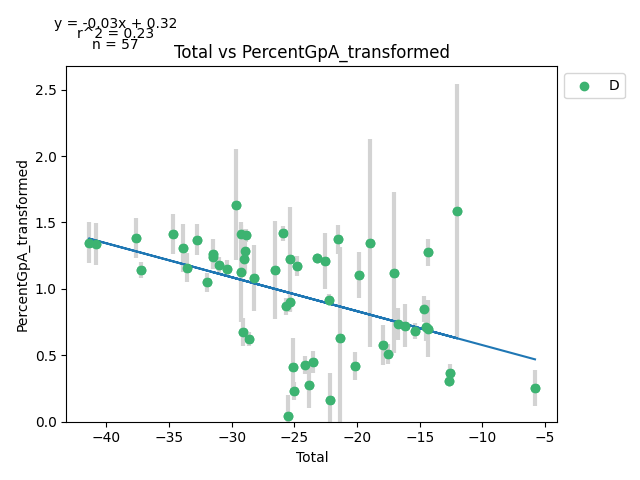 y = -0.03x + 0.32
r^2 = 0.23
n = 57
Total vs PercentGpA_transformed
D
PercentGpA_transformed
2.5
2.0
1.5
1.0
0.5
0.0
−40 −35 −30 −25 −20 −15 −10 −5
Total